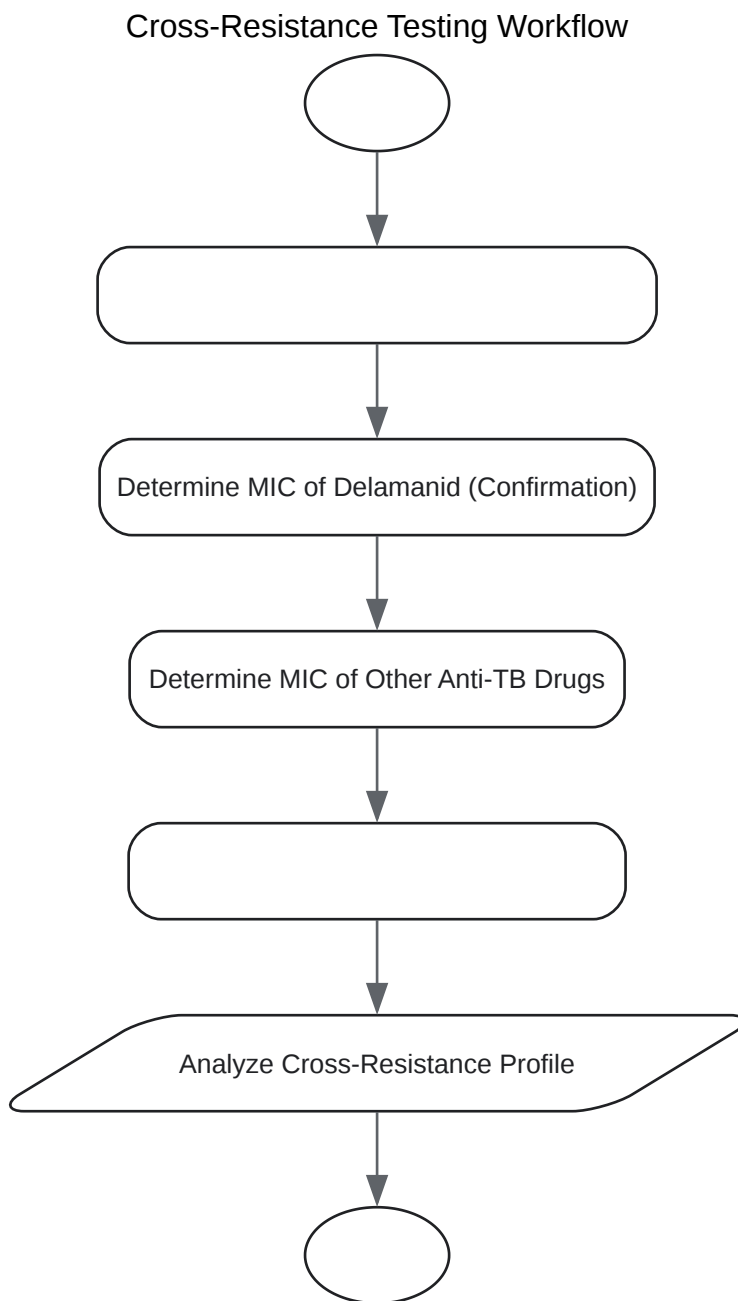 Cross-Resistance Testing Workflow
Determine MIC of Delamanid (Confirmation)
Determine MIC of Other Anti-TB Drugs
Analyze Cross-Resistance Profile